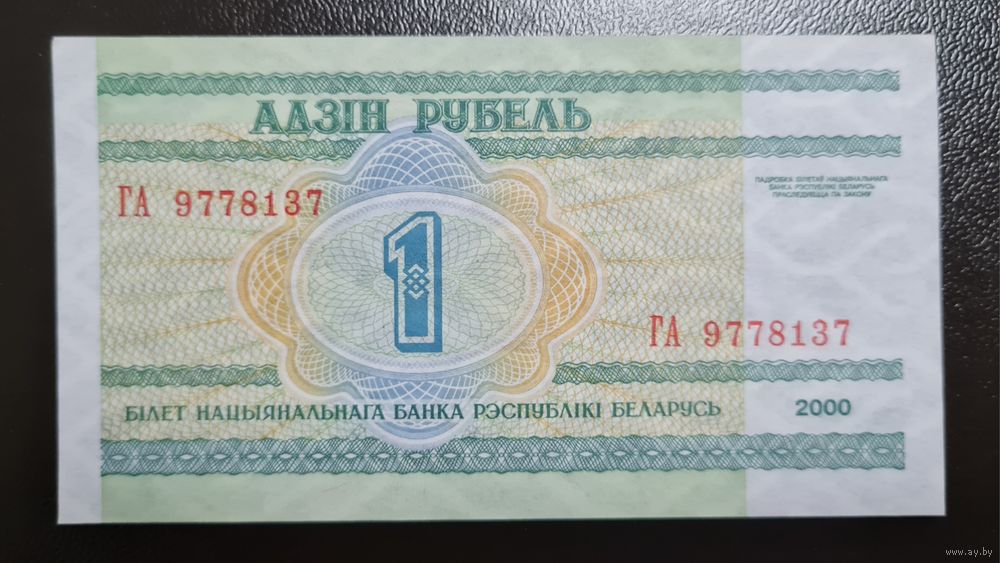 АДЗІН РУБЕЛЬ
ПАДРОБКА БІЛЕТАЎ НАЦЫЯНАЛЬНАГА
БАНКА РЭСПУБЛІКІ БЕЛАРУСЬ
ПРАСЛЕДУЕЦЦА ПА ЗАКОНУ
ГА 9778137
1
ГА 9778137
БІЛЕТ НАЦЫЯНАЛЬНАГА БАНКА РЭСПУБЛІКІ БЕЛАРУСЬ 2000
www.ay.by